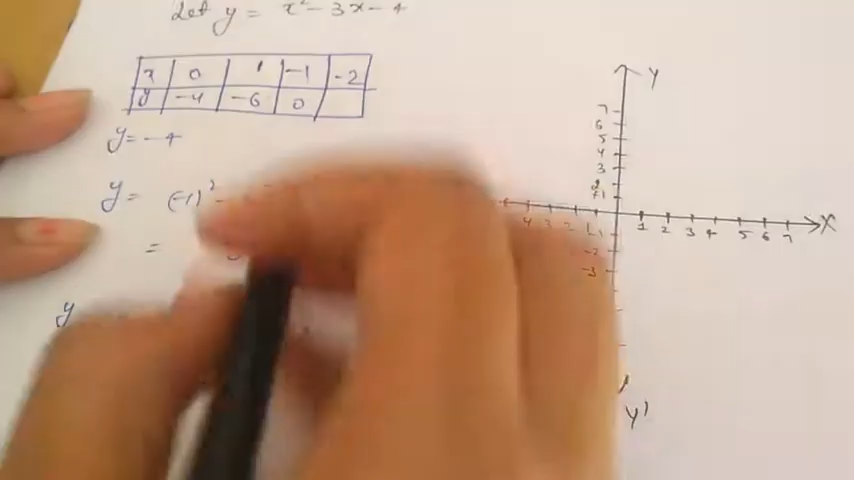 Let y = x² - 3x - 4
x 0 1 -1 -2
y -4 -6 0
y = -4
y = (-1)²
=
y
Y
7
6
5
4
3
2
1
4 3 2 1 1 2 3 4 5 6 7 X
-2
-3
Y'